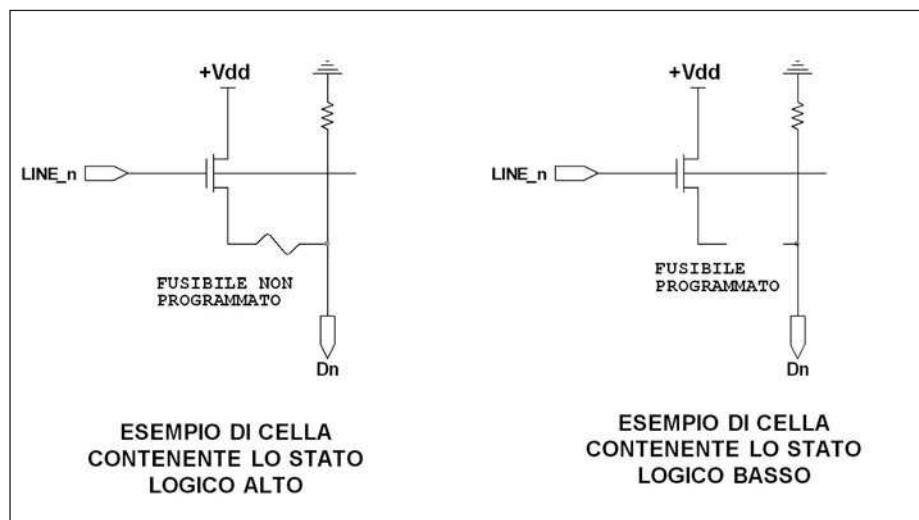 +Vdd
LINE_n
FUSIBILE NON
PROGRAMMATO
Dn
ESEMPIO DI CELLA
CONTENENTE LO STATO
LOGICO ALTO
+Vdd
LINE_n
FUSIBILE
PROGRAMMATO
Dn
ESEMPIO DI CELLA
CONTENENTE LO STATO
LOGICO BASSO